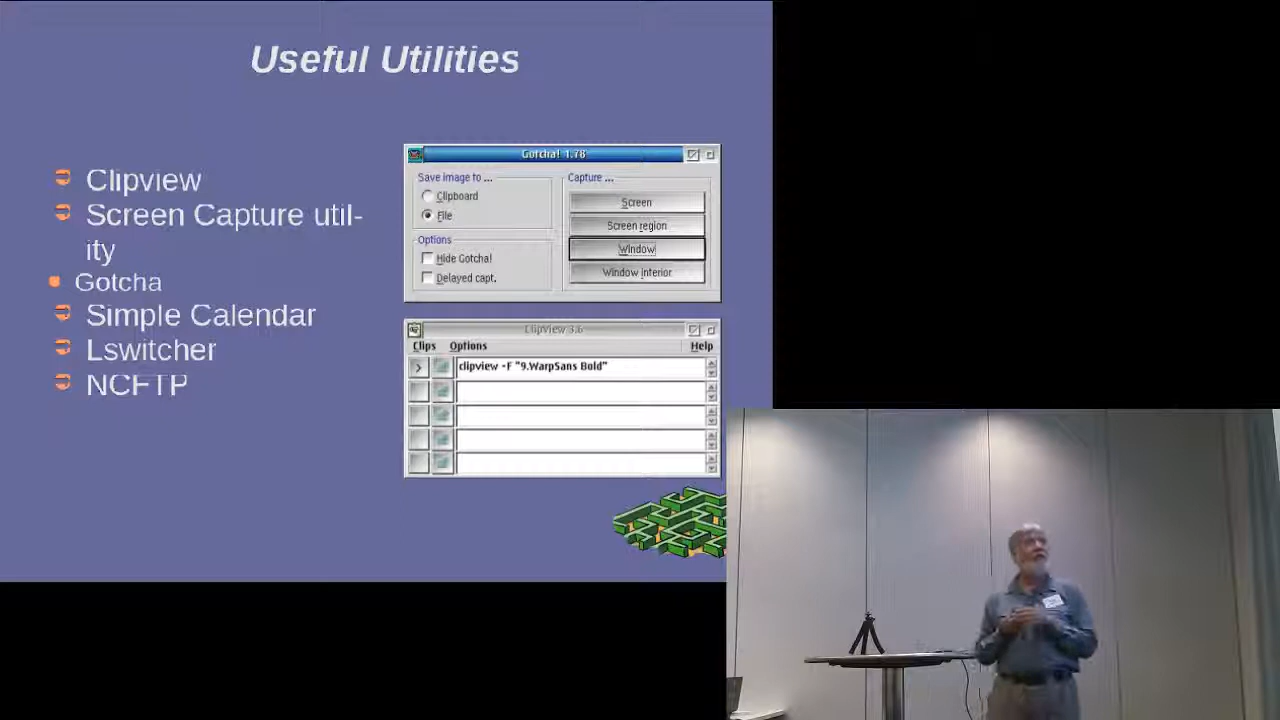 Useful Utilities
Clipview
Screen Capture util-
ity
Gotcha
Simple Calendar
Lswitcher
NCFTP
Gotcha! 1.78
Save image to ...
Clipboard
File
Options
Hide Gotcha!
Delayed capt.
Capture ...
Screen
Screen region
Window
Window interior
ClipView 3.6
Clips Options Help
clipview -F "9.WarpSans Bold"